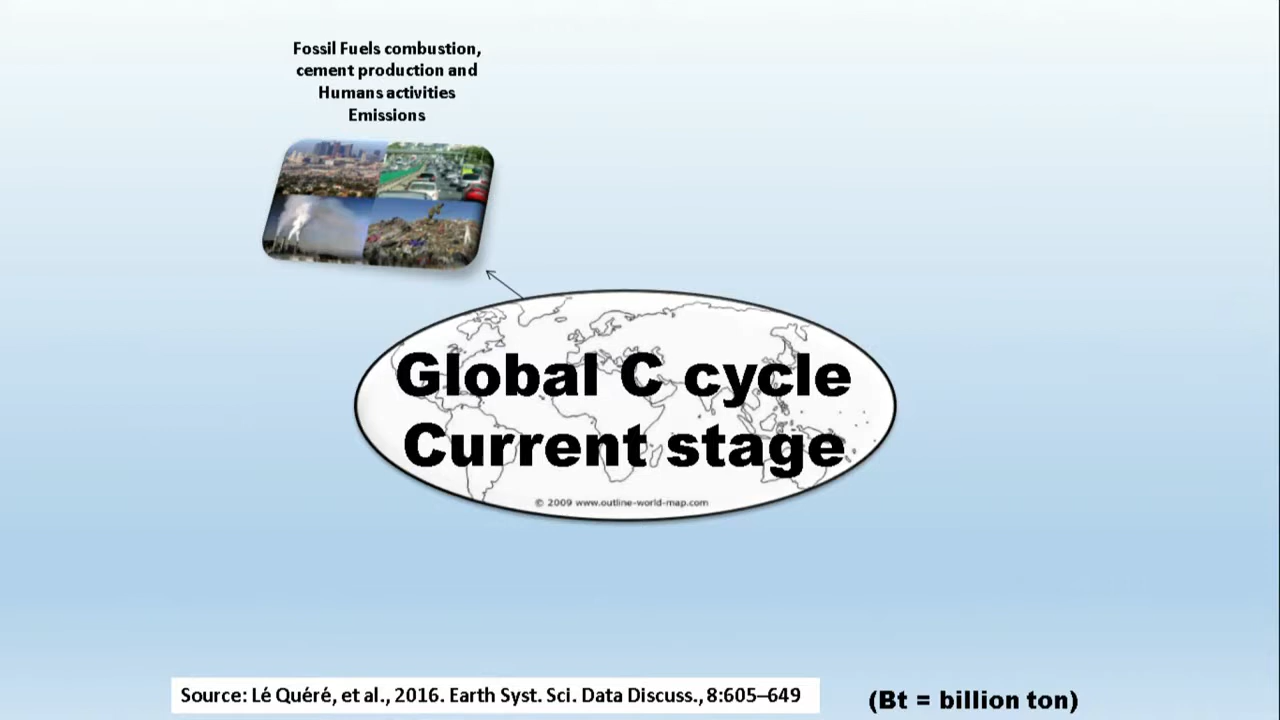 Fossil Fuels combustion,
cement production and
Humans activities
Emissions
Global C cycle
Current stage
© 2009 www.outline-world-map.com
Source: Lé Quéré, et al., 2016. Earth Syst. Sci. Data Discuss., 8:605–649
(Bt = billion ton)